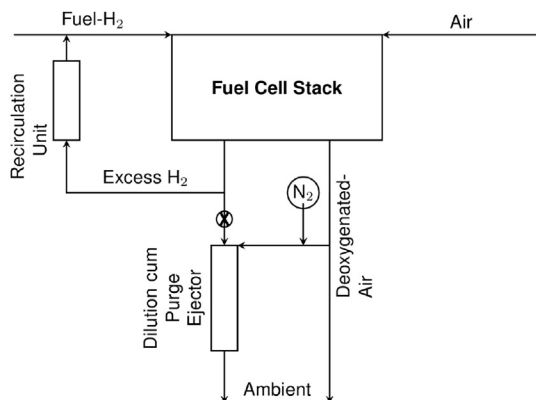 Fuel-H₂
Air
Fuel Cell Stack
Recirculation
Unit
Excess H₂
N₂
Deoxygenated-
Air
Dilution cum
Purge
Ejector
Ambient